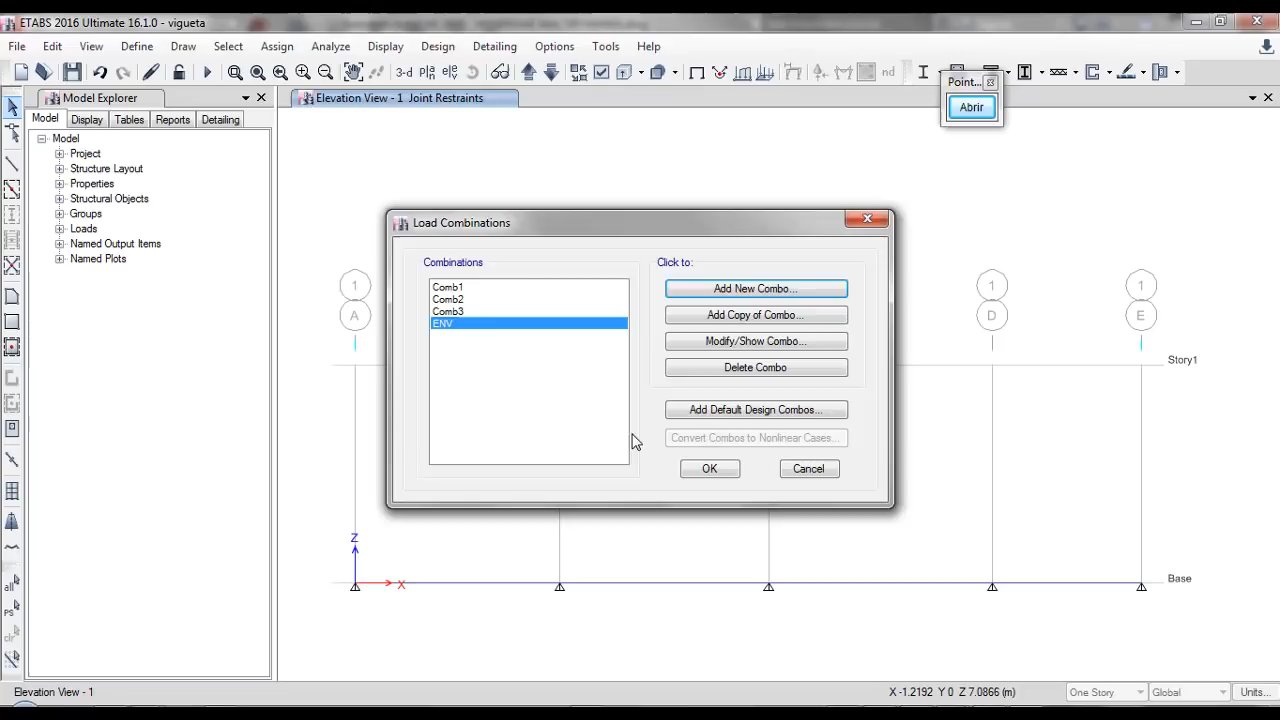 ETABS 2016 Ultimate 16.1.0 - vigueta
File Edit View Define Draw Select Assign Analyze Display Design Detailing Options Tools Help
3-d
nd
Point...
Abrir
Model Explorer
Elevation View - 1 Joint Restraints
Model Display Tables Reports Detailing
Model
Project
Structure Layout
Properties
Structural Objects
Groups
Loads
Named Output Items
Named Plots
Load Combinations
Combinations
Comb1
Comb2
Comb3
ENV
Click to:
Add New Combo...
Add Copy of Combo...
Modify/Show Combo...
Delete Combo
Add Default Design Combos...
Convert Combos to Nonlinear Cases...
OK
Cancel
1
A
1
D
1
E
Story1
Z
X
Base
all
PS
clr
Elevation View - 1
X -1.2192 Y 0 Z 7.0866 (m)
One Story
Global
Units...